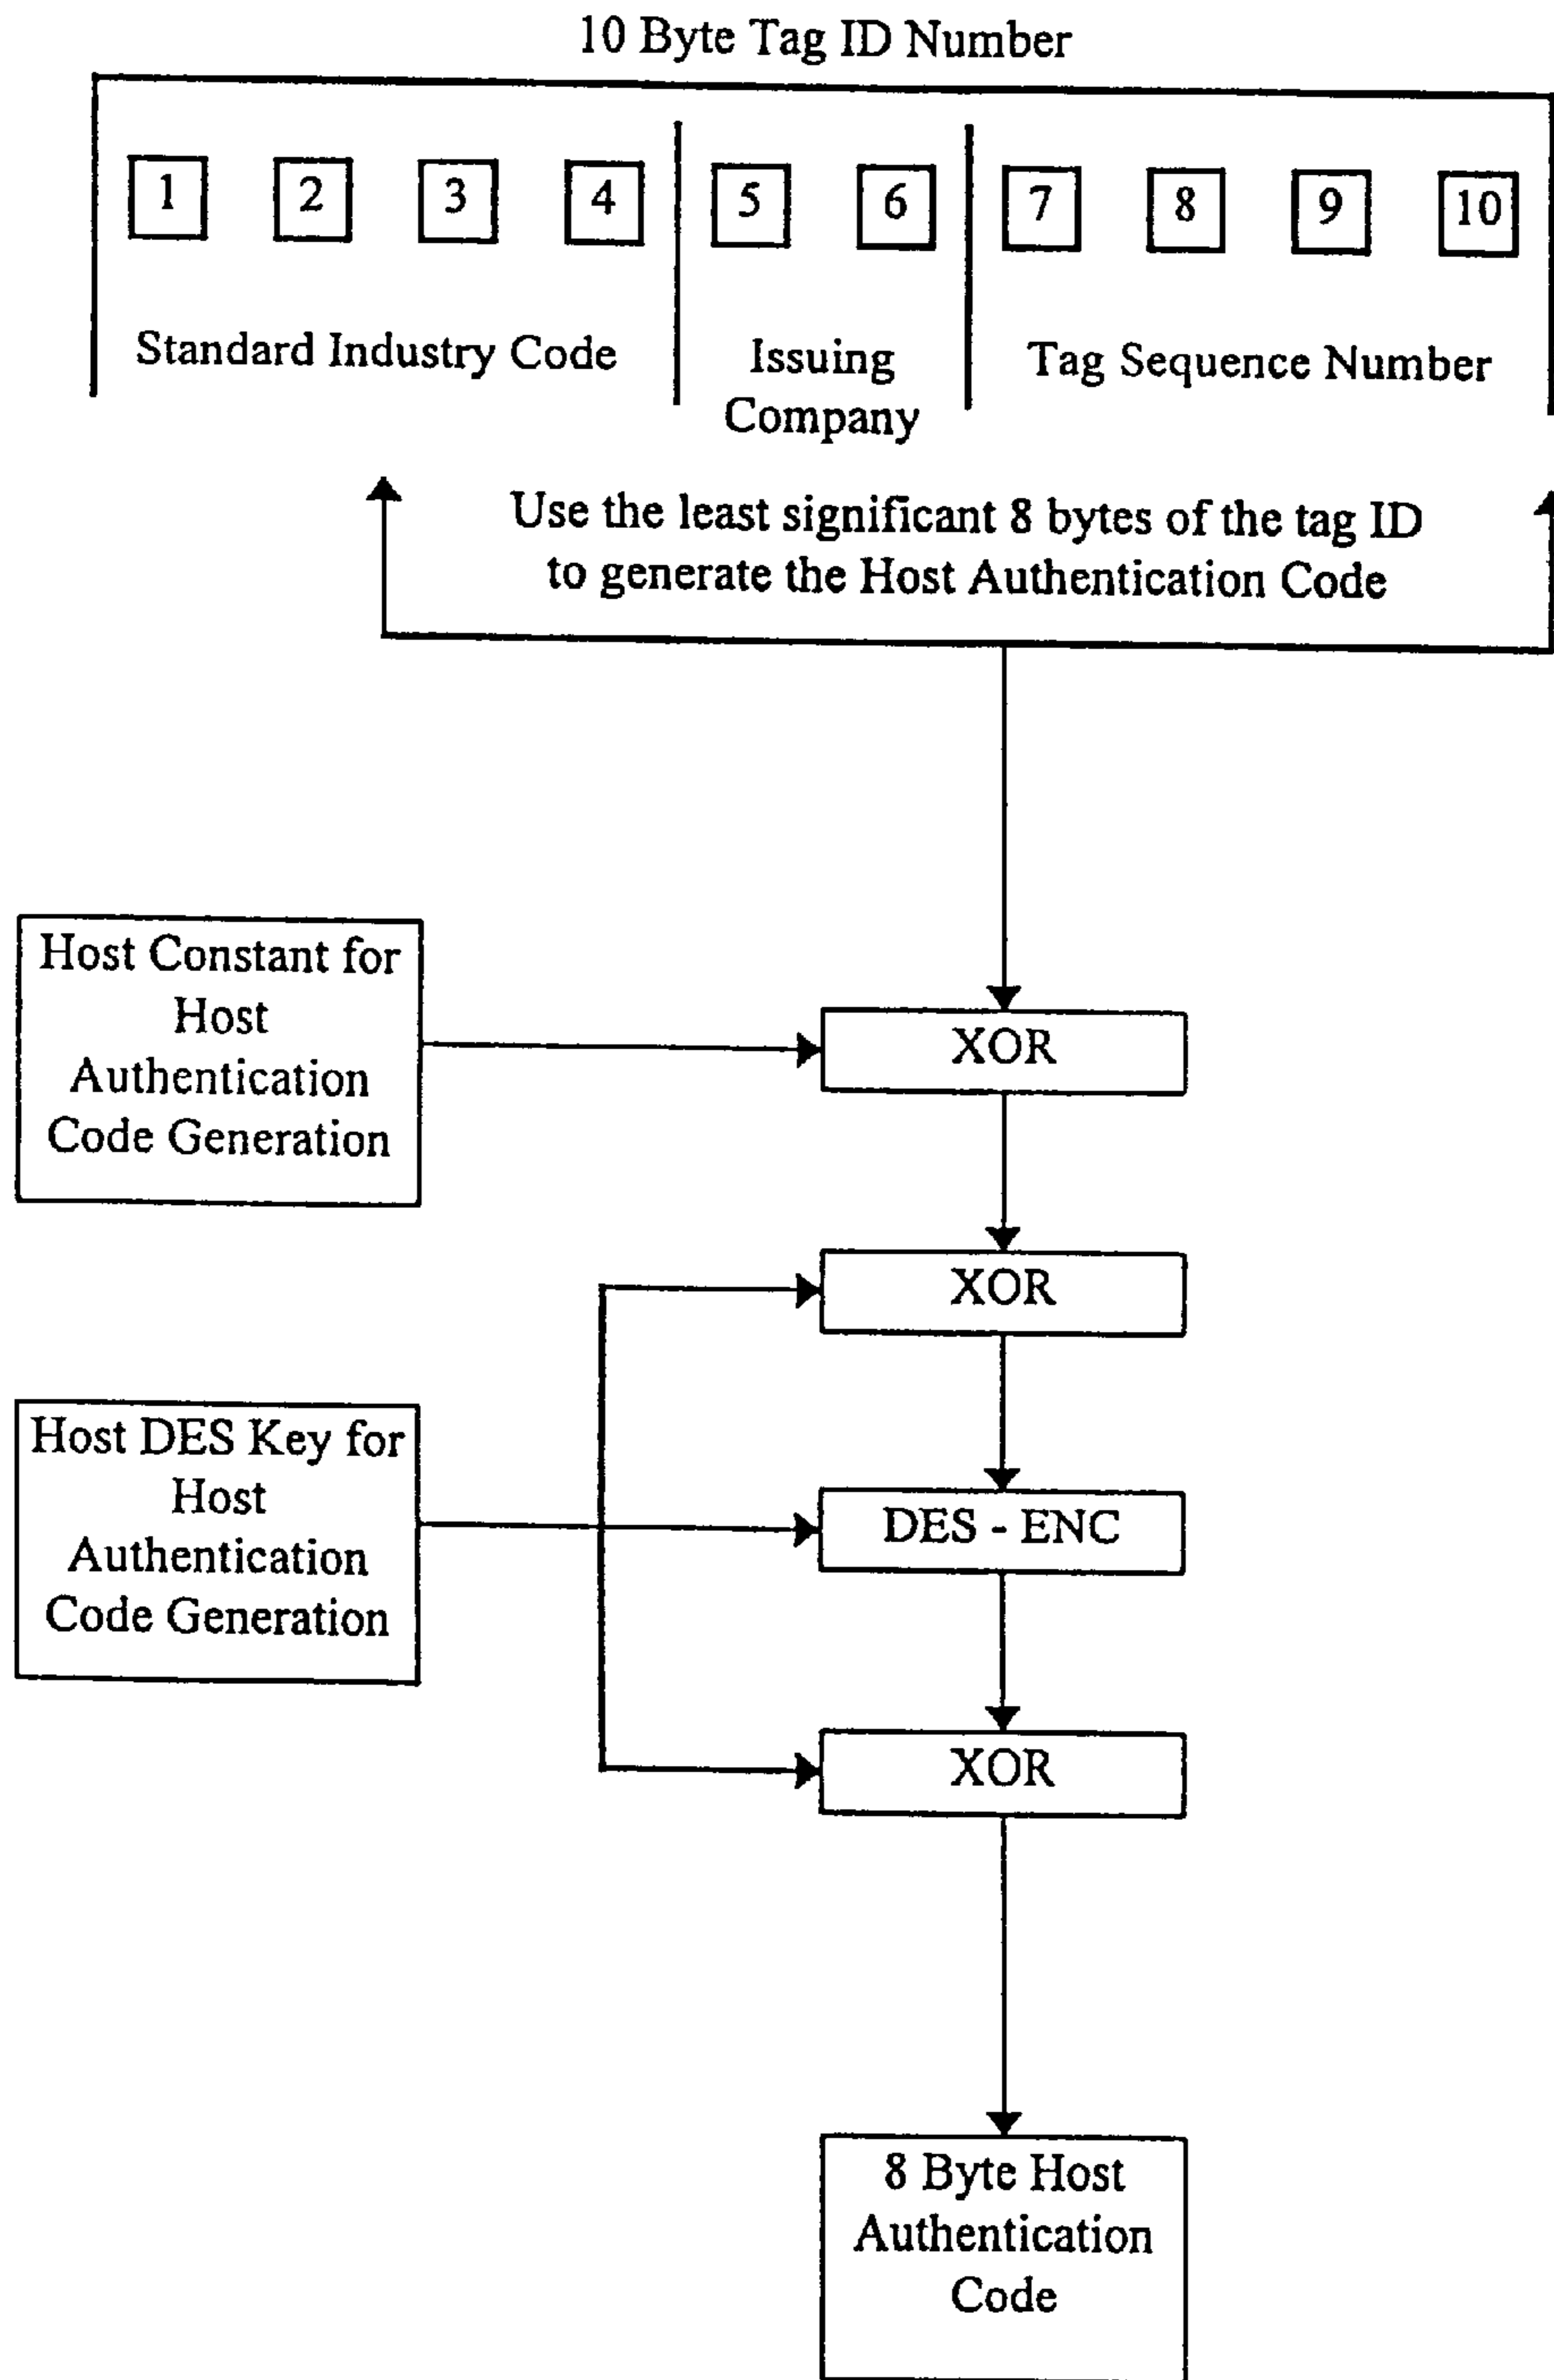 10 Byte Tag ID Number
1 2 3 4 5 6 7 8 9 10
Standard Industry Code
Issuing
Company
Tag Sequence Number
Use the least significant 8 bytes of the tag ID
to generate the Host Authentication Code
Host Constant for
Host
Authentication
Code Generation
XOR
XOR
Host DES Key for
Host
Authentication
Code Generation
DES - ENC
XOR
8 Byte Host
Authentication
Code